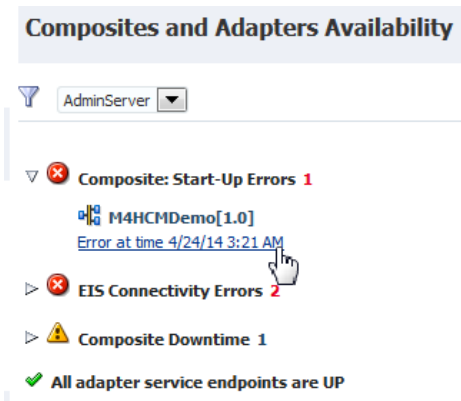 Composites and Adapters Availability
AdminServer
Composite: Start-Up Errors 1
M4HCMDemo[1.0]
Error at time 4/24/14 3:21 AM
EIS Connectivity Errors 2
Composite Downtime 1
All adapter service endpoints are UP